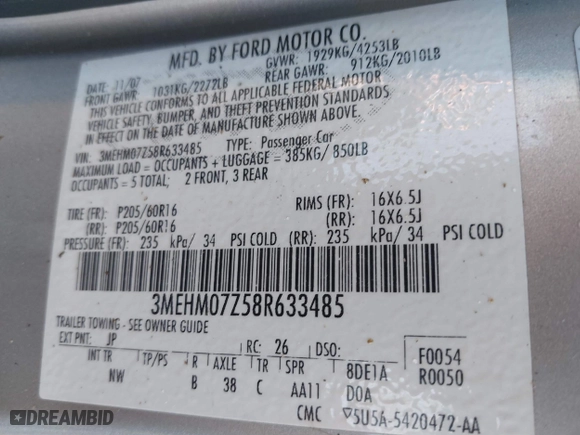 MFD. BY FORD MOTOR CO.
DATE: 11/07 GVWR: 1929KG/4253LB
FRONT GAWR: 1031KG/2272LB REAR GAWR: 912KG/2010LB
THIS VEHICLE CONFORMS TO ALL APPLICABLE FEDERAL MOTOR
VEHICLE SAFETY, BUMPER, AND THEFT PREVENTION STANDARDS
IN EFFECT ON THE DATE OF MANUFACTURE SHOWN ABOVE.
VIN: 3MEHM07Z58R633485 TYPE: Passenger Car
MAXIMUM LOAD = OCCUPANTS + LUGGAGE = 385KG/ 850LB
OCCUPANTS = 5 TOTAL; 2 FRONT, 3 REAR
TIRE (FR): P205/60R16 RIMS (FR): 16X6.5J
(RR): P205/60R16 (RR): 16X6.5J
PRESSURE (FR): 235 kPa/ 34 PSI COLD (RR): 235 kPa/ 34 PSI COLD
3MEHM07Z58R633485
TRAILER TOWING - SEE OWNER GUIDE
EXT PNT: JP RC: 26 DSO: F0054
INT TR TP/PS R AXLE TR SPR 8DE1A R0050
NW B 38 C AA11 D0A
CMC ▽5U5A-5420472-AA
BIDHISTORY.ORG